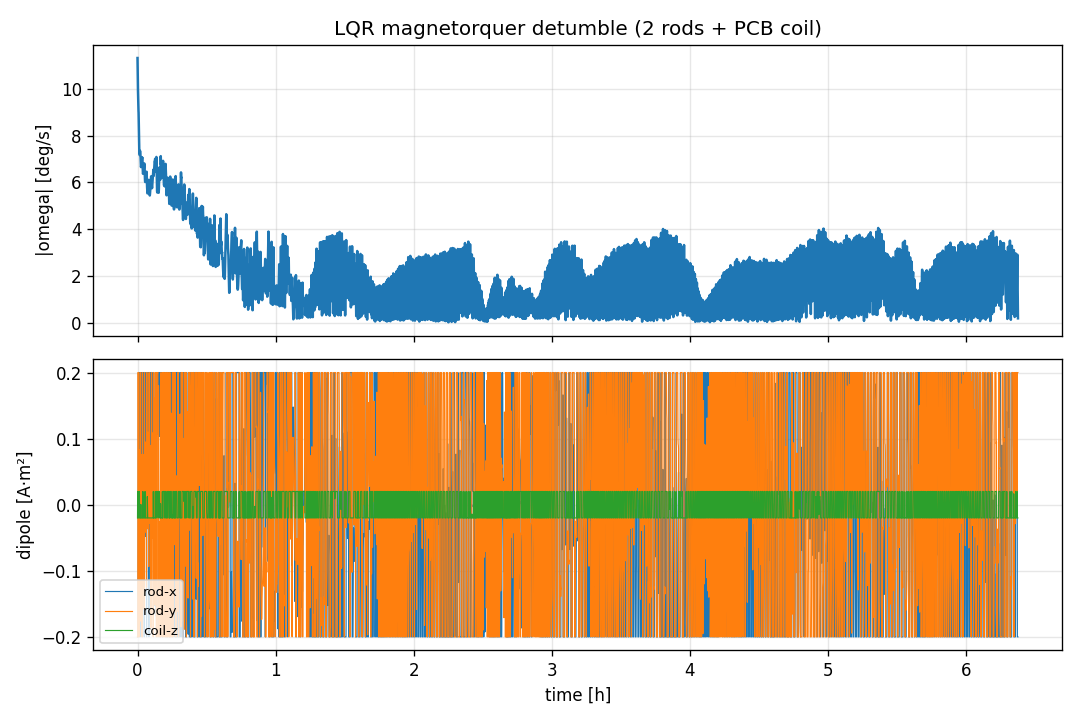 LQR magnetorquer detumble (2 rods + PCB coil)
10
8
6
4
2
0
|omega| [deg/s]
0.2
0.1
0.0
−0.1
−0.2
dipole [A·m²]
rod-x
rod-y
coil-z
0 1 2 3 4 5 6
time [h]